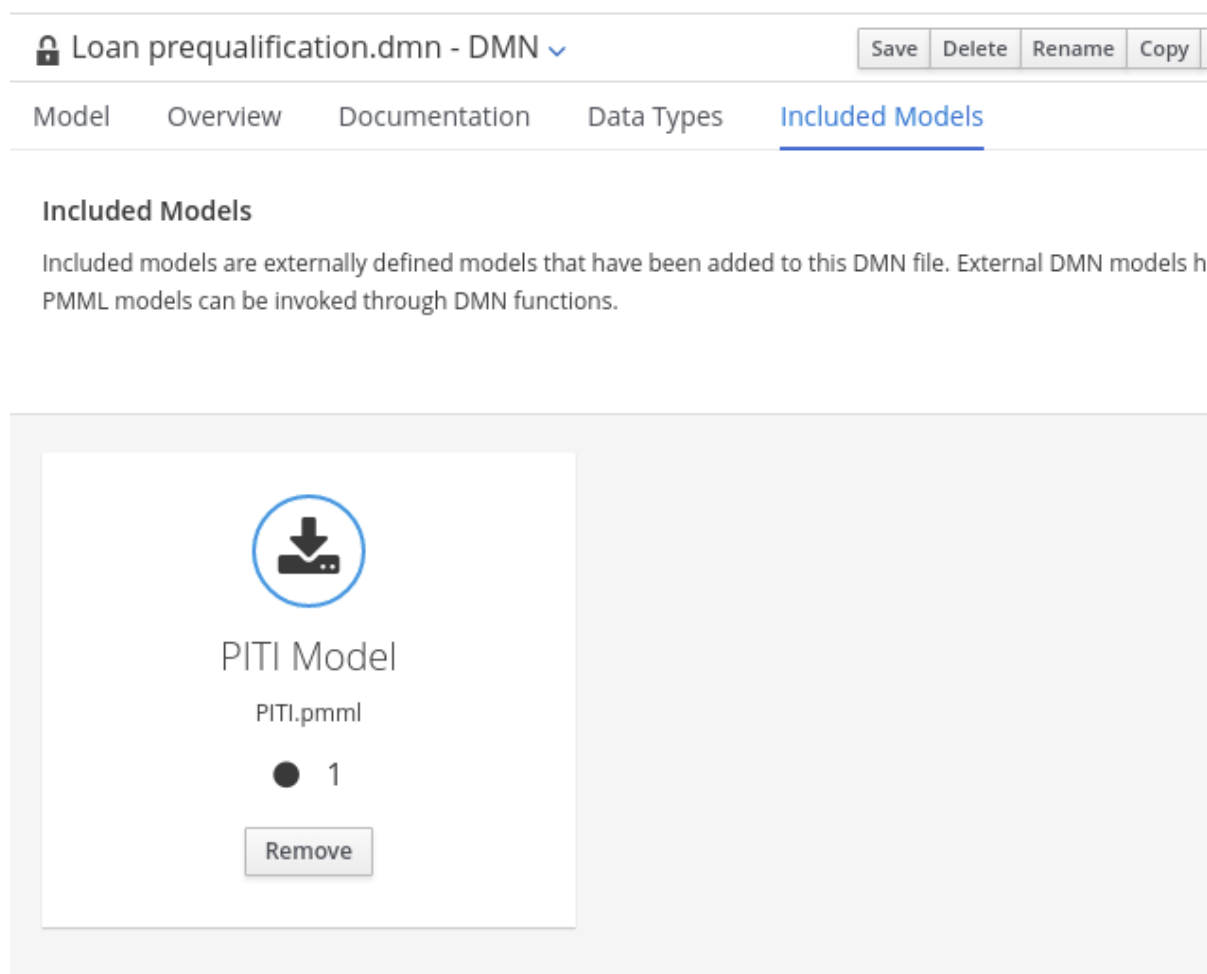 Loan prequalification.dmn - DMN
Save Delete Rename Copy
Model Overview Documentation Data Types Included Models
Included Models
Included models are externally defined models that have been added to this DMN file. External DMN models h
PMML models can be invoked through DMN functions.
PITI Model
PITI.pmml
1
Remove